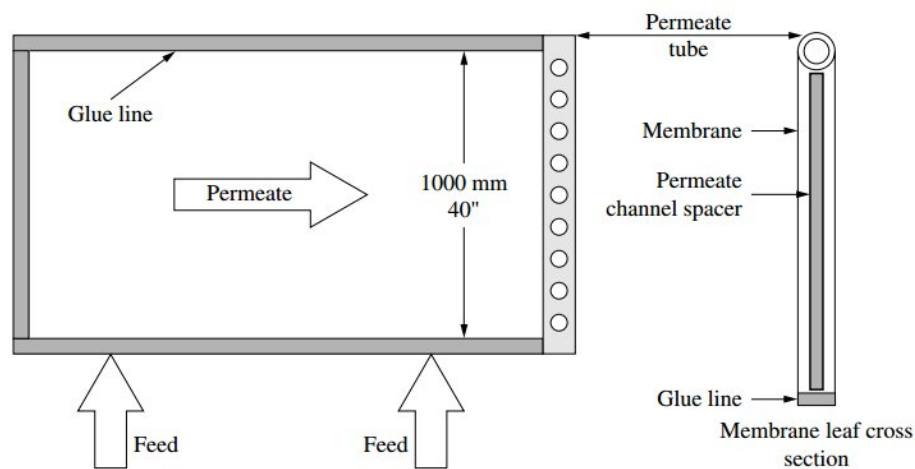 Permeate
tube
Glue line
Membrane
Permeate
1000 mm
40"
Permeate
channel spacer
Feed
Feed
Glue line
Membrane leaf cross
section